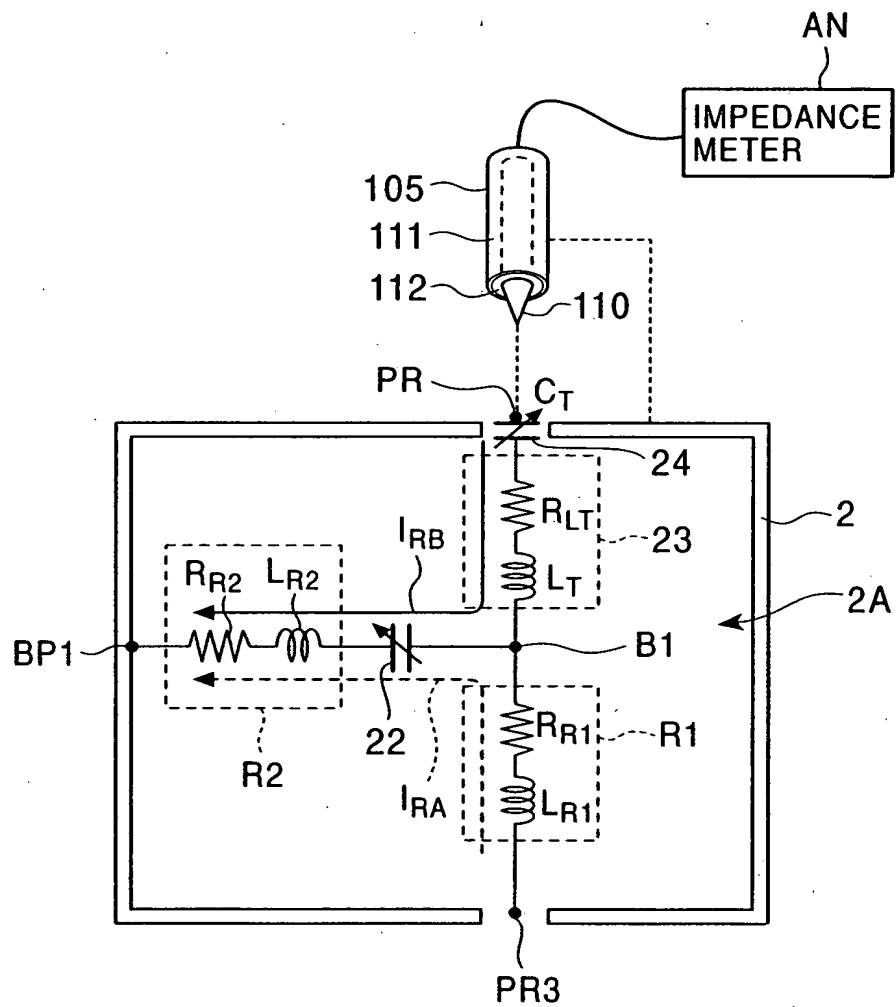 AN
IMPEDANCE
METER
105
111
112
110
PR
CT
24
RLT
23
2
IRB
LT
RR2
LR2
2A
BP1
B1
22
RR1
R1
R2
IRA
LR1
PR3